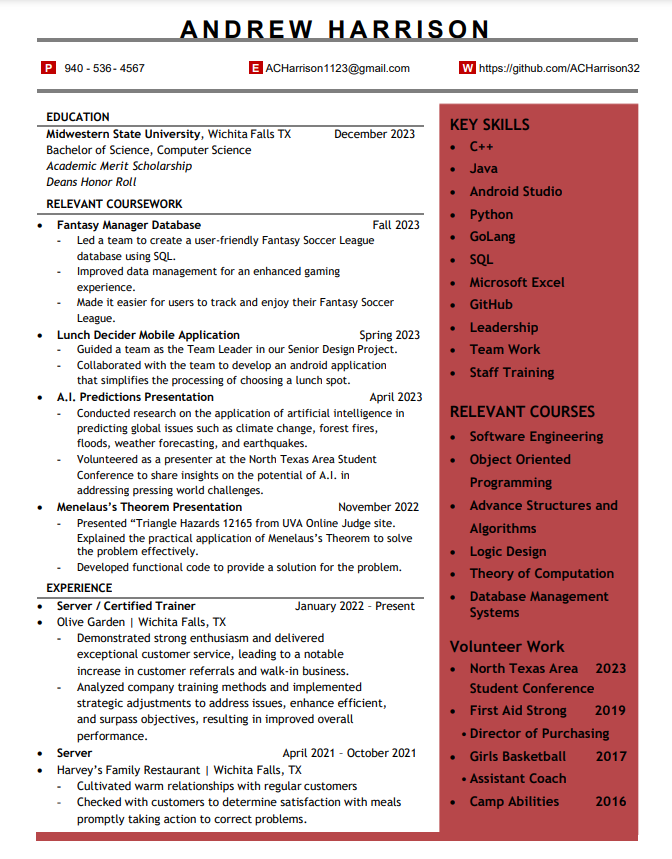 ANDREW HARRISON
P 940 - 536- 4567 E ACHarrison1123@gmail.com W https://github.com/ACHarrison32
EDUCATION
Midwestern State University, Wichita Falls TX December 2023
Bachelor of Science, Computer Science
Academic Merit Scholarship
Deans Honor Roll
RELEVANT COURSEWORK
• Fantasy Manager Database Fall 2023
- Led a team to create a user-friendly Fantasy Soccer League
database using SQL.
- Improved data management for an enhanced gaming
experience.
- Made it easier for users to track and enjoy their Fantasy Soccer
League.
• Lunch Decider Mobile Application Spring 2023
- Guided a team as the Team Leader in our Senior Design Project.
- Collaborated with the team to develop an android application
that simplifies the processing of choosing a lunch spot.
• A.I. Predictions Presentation April 2023
- Conducted research on the application of artificial intelligence in
predicting global issues such as climate change, forest fires,
floods, weather forecasting, and earthquakes.
- Volunteered as a presenter at the North Texas Area Student
Conference to share insights on the potential of A.I. in
addressing pressing world challenges.
• Menelaus's Theorem Presentation November 2022
- Presented “Triangle Hazards 12165 from UVA Online Judge site.
Explained the practical application of Menelaus's Theorem to solve
the problem effectively.
- Developed functional code to provide a solution for the problem.
EXPERIENCE
• Server / Certified Trainer January 2022 – Present
• Olive Garden | Wichita Falls, TX
- Demonstrated strong enthusiasm and delivered
exceptional customer service, leading to a notable
increase in customer referrals and walk-in business.
- Analyzed company training methods and implemented
strategic adjustments to address issues, enhance efficient,
and surpass objectives, resulting in improved overall
performance.
• Server April 2021 – October 2021
• Harvey's Family Restaurant | Wichita Falls, TX
- Cultivated warm relationships with regular customers
- Checked with customers to determine satisfaction with meals
promptly taking action to correct problems.
KEY SKILLS
• C++
• Java
• Android Studio
• Python
• GoLang
• SQL
• Microsoft Excel
• GitHub
• Leadership
• Team Work
• Staff Training
RELEVANT COURSES
• Software Engineering
• Object Oriented
Programming
• Advance Structures and
Algorithms
• Logic Design
• Theory of Computation
• Database Management
Systems
Volunteer Work
• North Texas Area 2023
Student Conference
• First Aid Strong 2019
• Director of Purchasing
• Girls Basketball 2017
• Assistant Coach
• Camp Abilities 2016